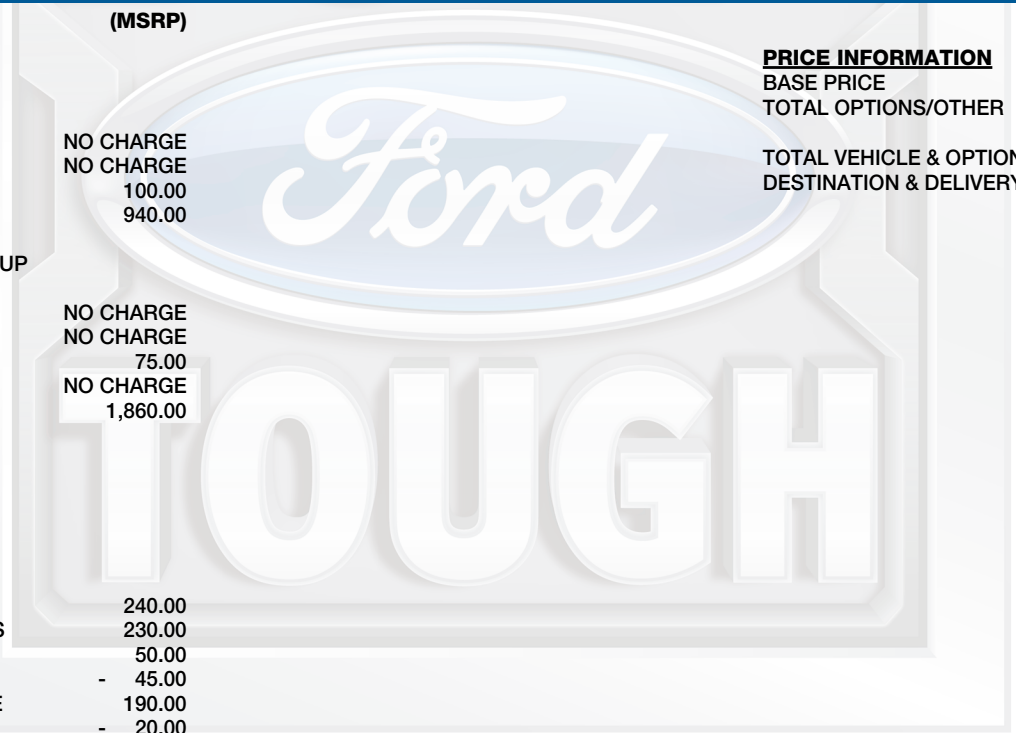 (MSRP)
NO CHARGE
NO CHARGE
100.00
940.00
UP
NO CHARGE
NO CHARGE
75.00
NO CHARGE
1,860.00
240.00
S 230.00
50.00
- 45.00
E 190.00
- 20.00
PRICE INFORMATION
BASE PRICE
TOTAL OPTIONS/OTHER
TOTAL VEHICLE & OPTION
DESTINATION & DELIVERY
Ford
TOUGH